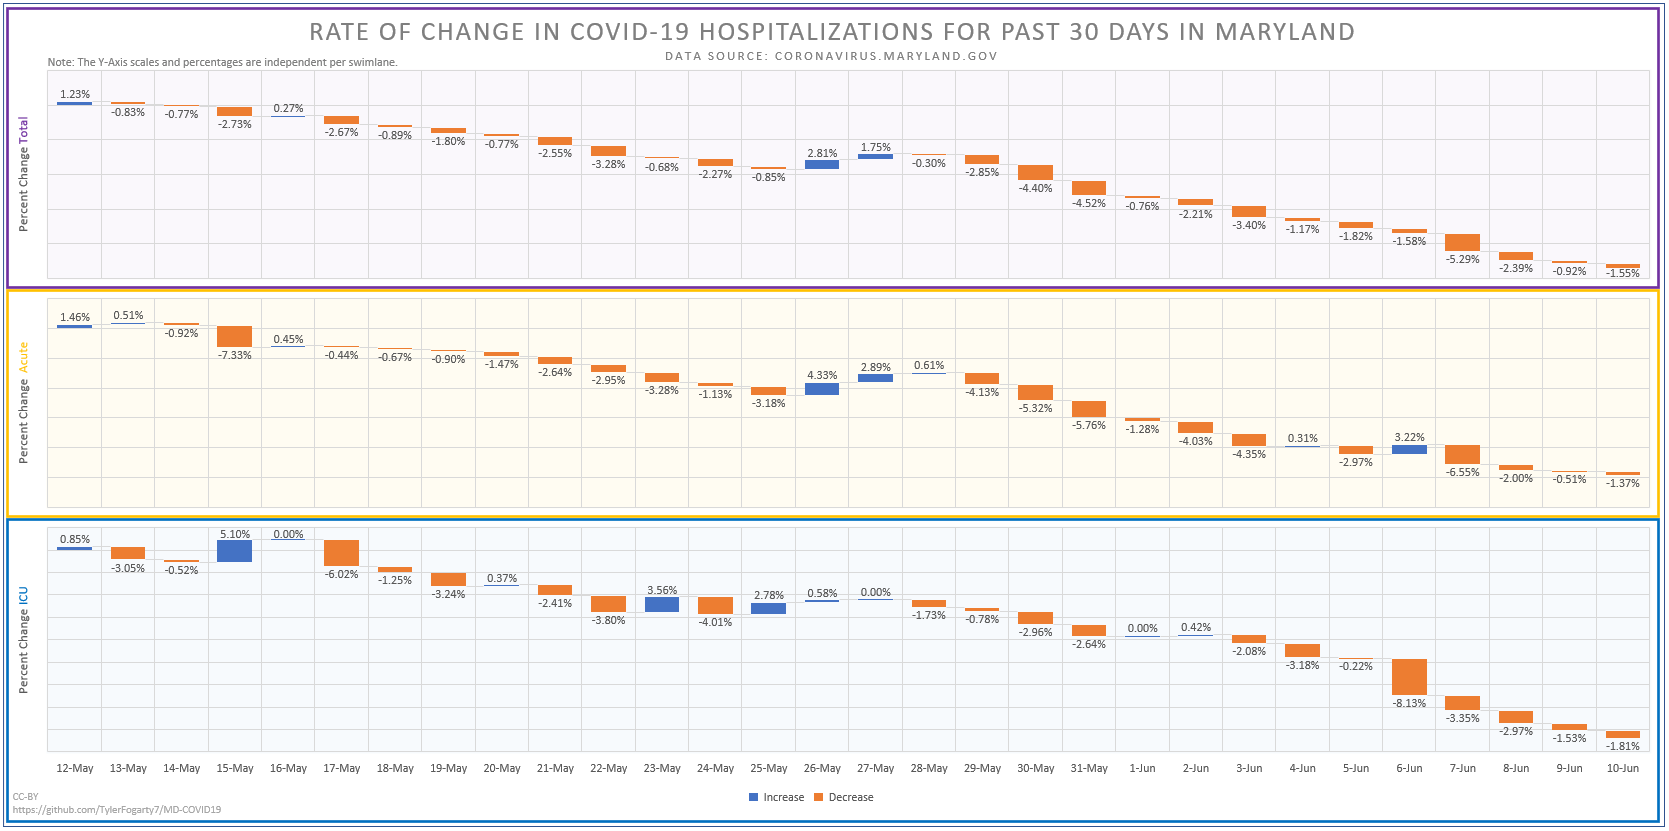 RATE OF CHANGE IN COVID-19 HOSPITALIZATIONS FOR PAST 30 DAYS IN MARYLAND
DATA SOURCE: CORONAVIRUS.MARYLAND.GOV
Note: The Y-Axis scales and percentages are independent per swimlane.
Percent Change Total
1.23% -0.83% -0.77% -2.73% 0.27% -2.67% -0.89% -1.80% -0.77% -2.55% -3.28% -0.68% -2.27% -0.85% 2.81% 1.75% -0.30% -2.85% -4.40% -4.52% -0.76% -2.21% -3.40% -1.17% -1.82% -1.58% -5.29% -2.39% -0.92% -1.55%
Percent Change Acute
1.46% 0.51% -0.92% -7.33% 0.45% -0.44% -0.67% -0.90% -1.47% -2.64% -2.95% -3.28% -1.13% -3.18% 4.33% 2.89% 0.61% -4.13% -5.32% -5.76% -1.28% -4.03% -4.35% 0.31% -2.97% 3.22% -6.55% -2.00% -0.51% -1.37%
Percent Change ICU
0.85% -3.05% -0.52% 5.10% 0.00% -6.02% -1.25% -3.24% 0.37% -2.41% -3.80% 3.56% -4.01% 2.78% 0.58% 0.00% -1.73% -0.78% -2.96% -2.64% 0.00% 0.42% -2.08% -3.18% -0.22% -8.13% -3.35% -2.97% -1.53% -1.81%
12-May 13-May 14-May 15-May 16-May 17-May 18-May 19-May 20-May 21-May 22-May 23-May 24-May 25-May 26-May 27-May 28-May 29-May 30-May 31-May 1-Jun 2-Jun 3-Jun 4-Jun 5-Jun 6-Jun 7-Jun 8-Jun 9-Jun 10-Jun
Increase Decrease
CC-BY
https://github.com/TylerFogarty7/MD-COVID19